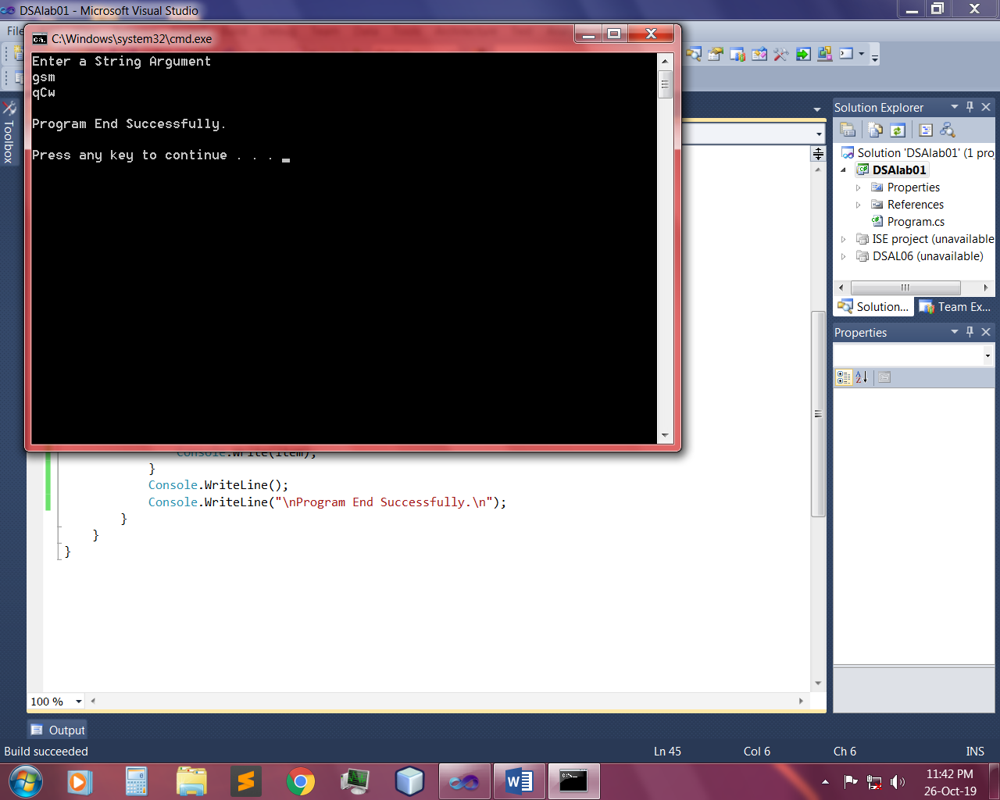 DSAlab01 - Microsoft Visual Studio
File
C:\Windows\system32\cmd.exe
Enter a String Argument
gsm
qCw
Program End Successfully.
Press any key to continue . . .
Toolbox
Solution Explorer
Solution 'DSAlab01' (1 proj
DSAlab01
Properties
References
Program.cs
ISE project (unavailable
DSAL06 (unavailable)
Solution...
Team Ex...
Properties
Console.Write(item);
}
Console.WriteLine();
Console.WriteLine("\nProgram End Successfully.\n");
}
}
}
100 %
Output
Build succeeded
Ln 45
Col 6
Ch 6
INS
11:42 PM
26-Oct-19